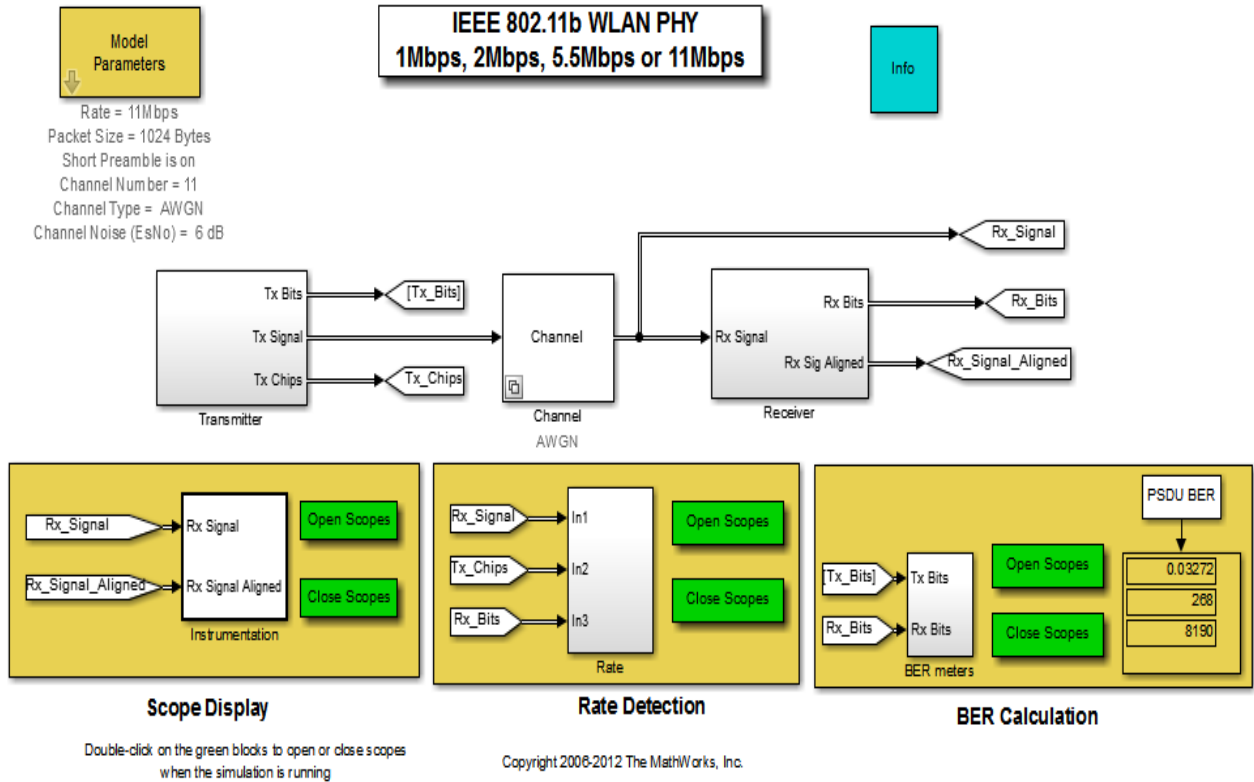 Model
Parameters
IEEE 802.11b WLAN PHY
1Mbps, 2Mbps, 5.5Mbps or 11Mbps
Info
Rate = 11Mbps
Packet Size = 1024 Bytes
Short Preamble is on
Channel Number = 11
Channel Type = AWGN
Channel Noise (EsNo) = 6 dB
Tx Bits
Tx Signal
Tx Chips
Transmitter
[Tx_Bits]
Tx_Chips
Channel
Channel
AWGN
Rx Signal
Rx Bits
Rx Sig Aligned
Receiver
Rx_Signal
Rx_Bits
Rx_Signal_Aligned
Rx_Signal
Rx_Signal_Aligned
Rx Signal
Rx Signal Aligned
Instrumentation
Open Scopes
Close Scopes
Scope Display
Double-click on the green blocks to open or close scopes
when the simulation is running
Rx_Signal
Tx_Chips
Rx_Bits
In1
In2
In3
Rate
Open Scopes
Close Scopes
Rate Detection
Copyright 2006-2012 The MathWorks, Inc.
[Tx_Bits]
Rx_Bits
Tx Bits
Rx Bits
BER meters
Open Scopes
Close Scopes
PSDU BER
0.03272
268
8190
BER Calculation